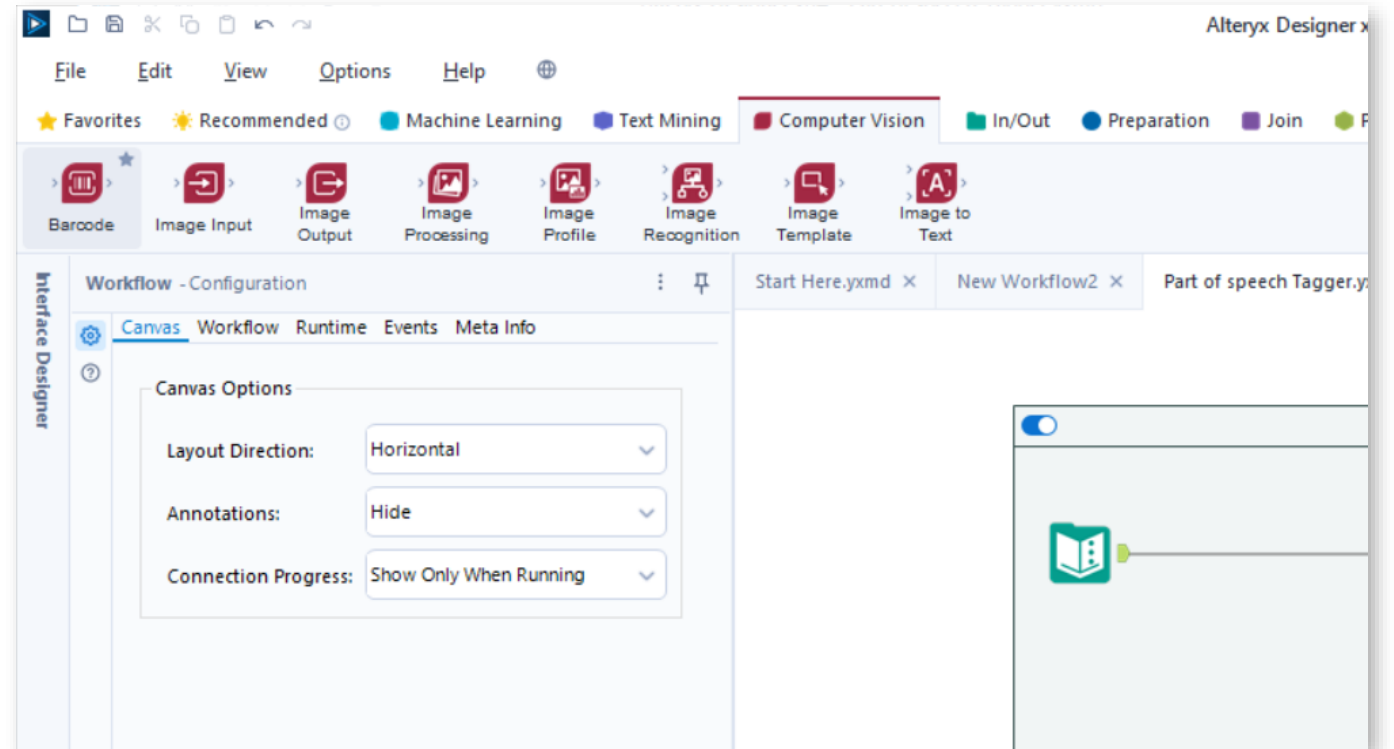 Alteryx Designer x
File Edit View Options Help
Favorites Recommended Machine Learning Text Mining Computer Vision In/Out Preparation Join
Barcode Image Input Image Output Image Processing Image Profile Image Recognition Image Template Image to Text
Interface Designer
Workflow - Configuration
Start Here.yxmd × New Workflow2 × Part of speech Tagger.y
Canvas Workflow Runtime Events Meta Info
Canvas Options
Layout Direction: Horizontal
Annotations: Hide
Connection Progress: Show Only When Running